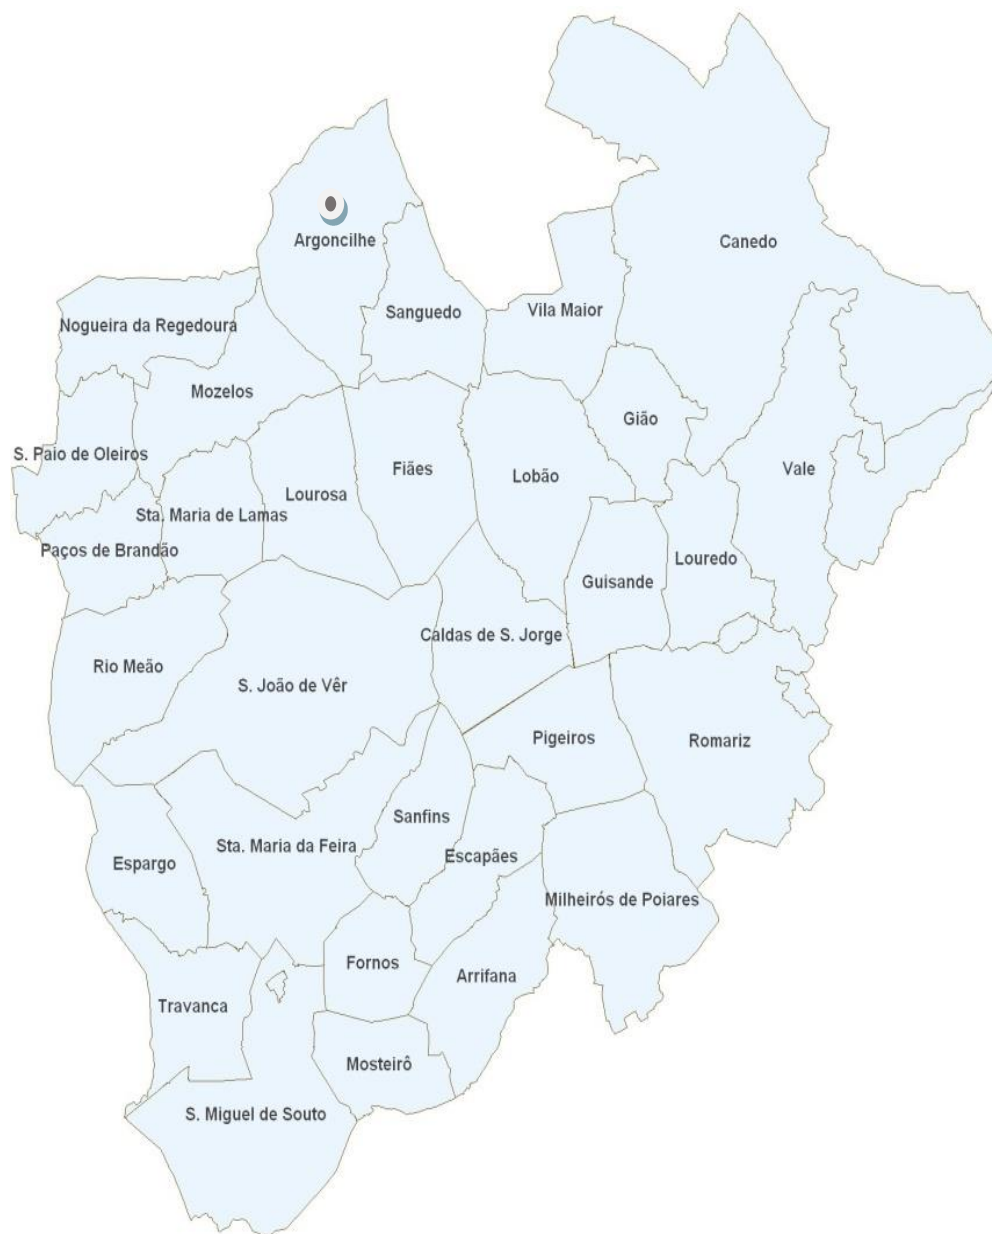 Argoncilhe
Canedo
Nogueira da Regedoura
Sanguedo
Vila Maior
Mozelos
Gião
S. Paio de Oleiros
Fiães
Lobão
Vale
Lourosa
Sta. Maria de Lamas
Paços de Brandão
Louredo
Guisande
Caldas de S. Jorge
Rio Meão
S. João de Vêr
Pigeiros
Romariz
Sanfins
Sta. Maria da Feira
Escapães
Espargo
Milheirós de Poiares
Fornos
Arrifana
Travanca
Mosteirô
S. Miguel de Souto